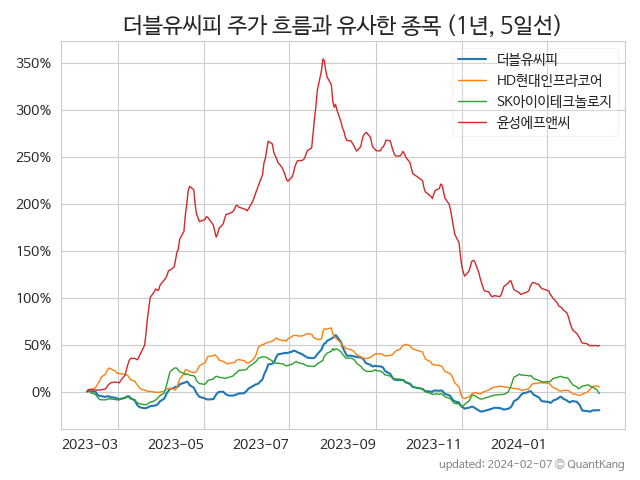 더블유씨피 주가 흐름과 유사한 종목 (1년, 5일선)
더블유씨피
HD현대인프라코어
SK아이이테크놀로지
윤성에프앤씨
350%
300%
250%
200%
150%
100%
50%
0%
2023-03 2023-05 2023-07 2023-09 2023-11 2024-01
updated: 2024-02-07 © QuantKang